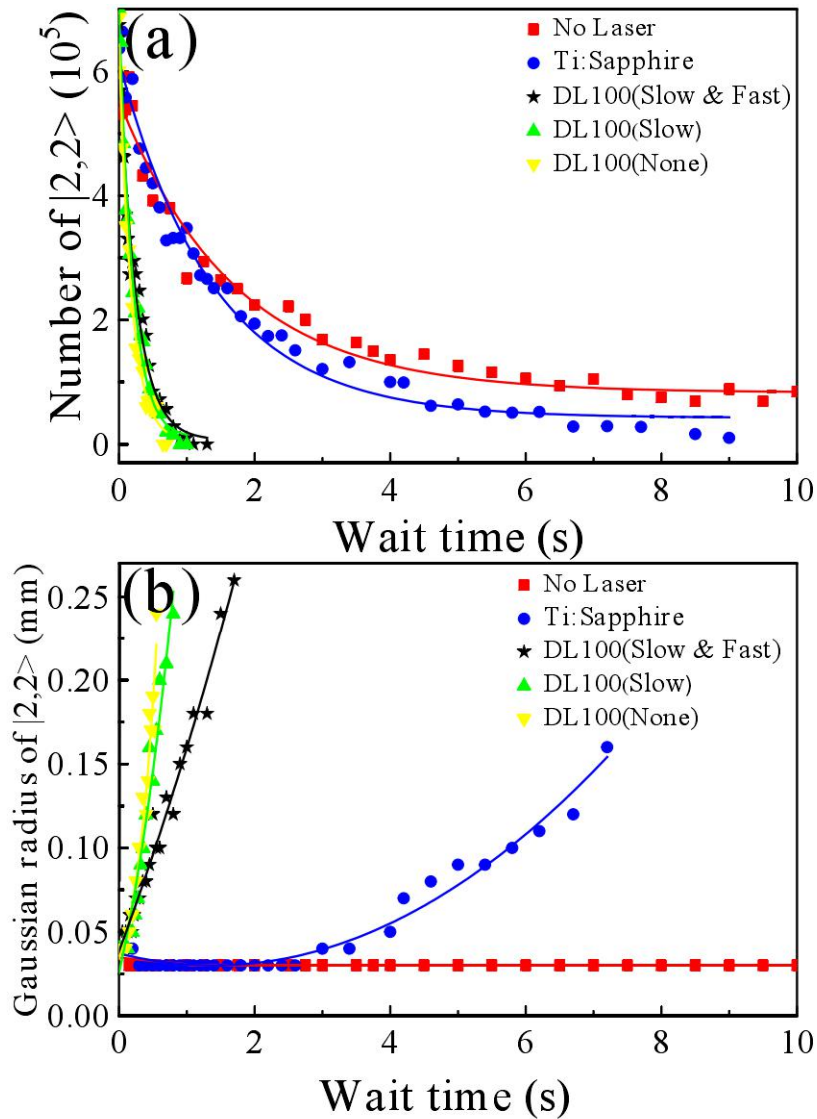 (a)
No Laser
Ti:Sapphire
DL100(Slow & Fast)
DL100(Slow)
DL100(None)
Number of |2,2> (10⁵)
6
4
2
0
0 2 4 6 8 10
Wait time (s)
(b)
No Laser
Ti:Sapphire
DL100(Slow & Fast)
DL100(Slow)
DL100(None)
Gaussian radius of |2,2> (mm)
0.25
0.20
0.15
0.10
0.05
0.00
0 2 4 6 8 10
Wait time (s)